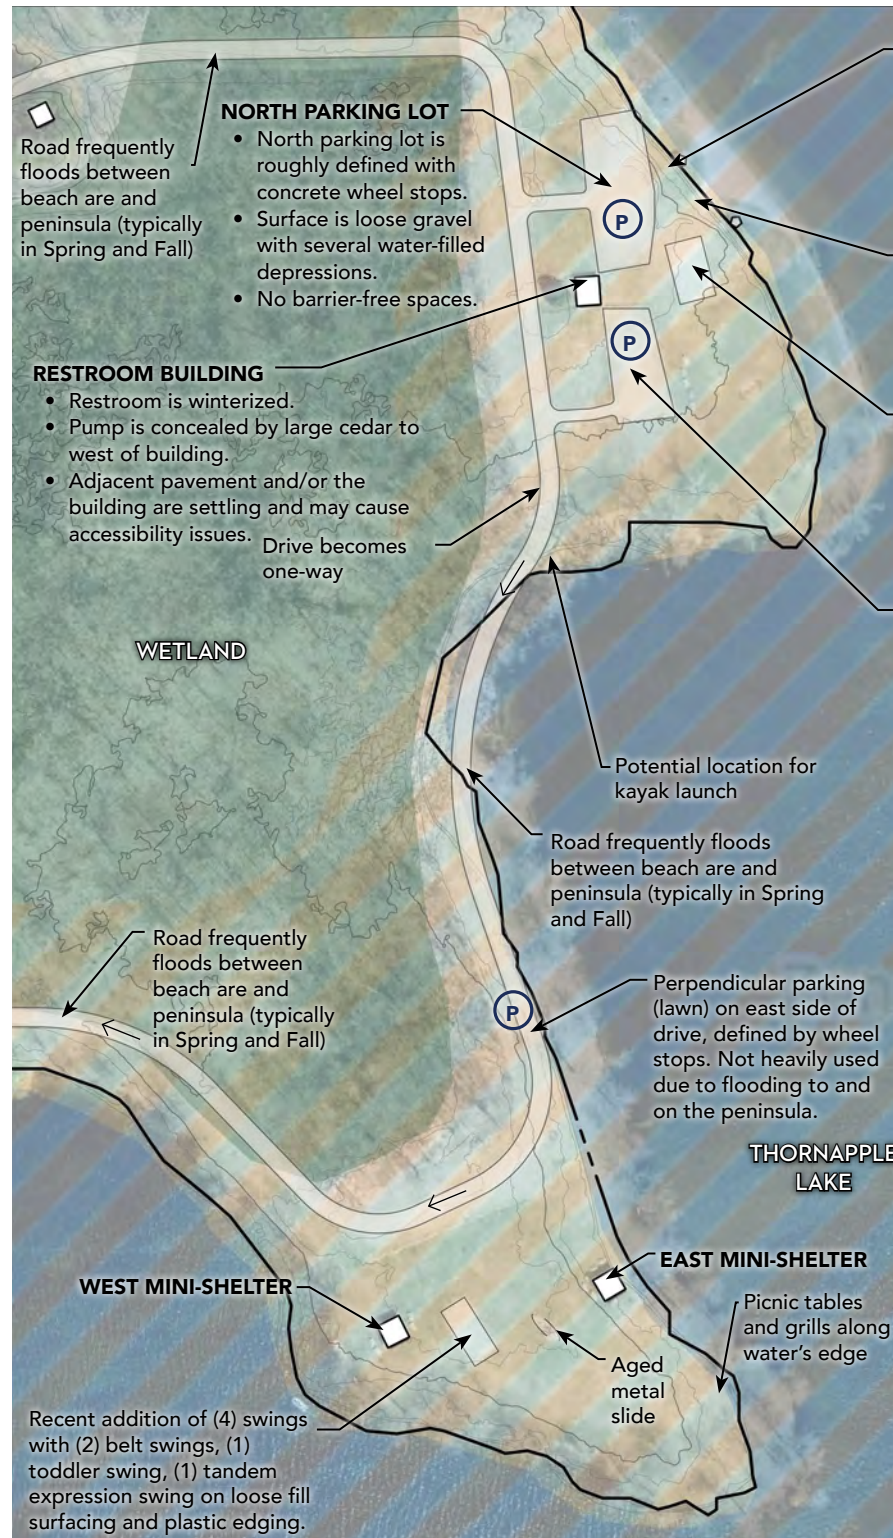 NORTH PARKING LOT
• North parking lot is
roughly defined with
concrete wheel stops.
• Surface is loose gravel
with several water-filled
depressions.
• No barrier-free spaces.
Road frequently
floods between
beach are and
peninsula (typically
in Spring and Fall)
P
P
RESTROOM BUILDING
• Restroom is winterized.
• Pump is concealed by large cedar to
west of building.
• Adjacent pavement and/or the
building are settling and may cause
accessibility issues.
Drive becomes
one-way
WETLAND
Potential location for
kayak launch
Road frequently floods
between beach are and
peninsula (typically in Spring
and Fall)
Road frequently
floods between
beach are and
peninsula (typically
in Spring and Fall)
P
Perpendicular parking
(lawn) on east side of
drive, defined by wheel
stops. Not heavily used
due to flooding to and
on the peninsula.
THORNAPPLE
LAKE
EAST MINI-SHELTER
WEST MINI-SHELTER
Picnic tables
and grills along
water's edge
Aged
metal
slide
Recent addition of (4) swings
with (2) belt swings, (1)
toddler swing, (1) tandem
expression swing on loose fill
surfacing and plastic edging.